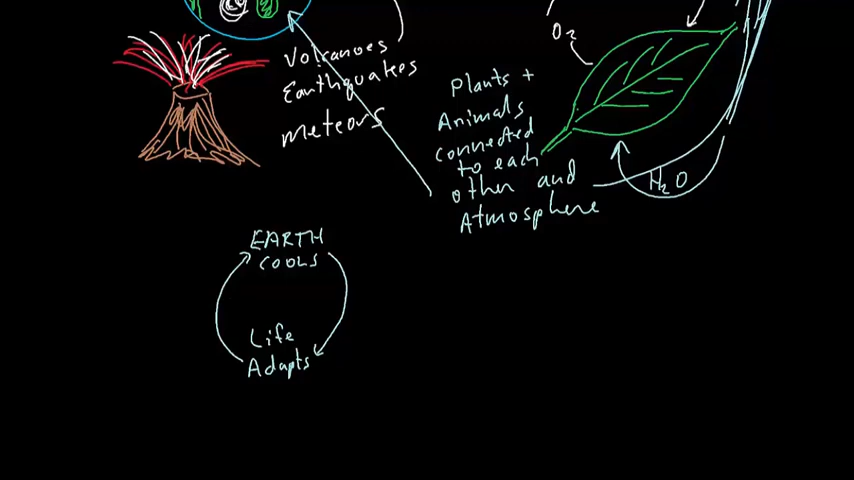 Volcanoes
Earthquakes
meteors
O2
Plants +
Animals
connected
to each
other and
Atmosphere
H2O
EARTH
COOLS
Life
Adapts